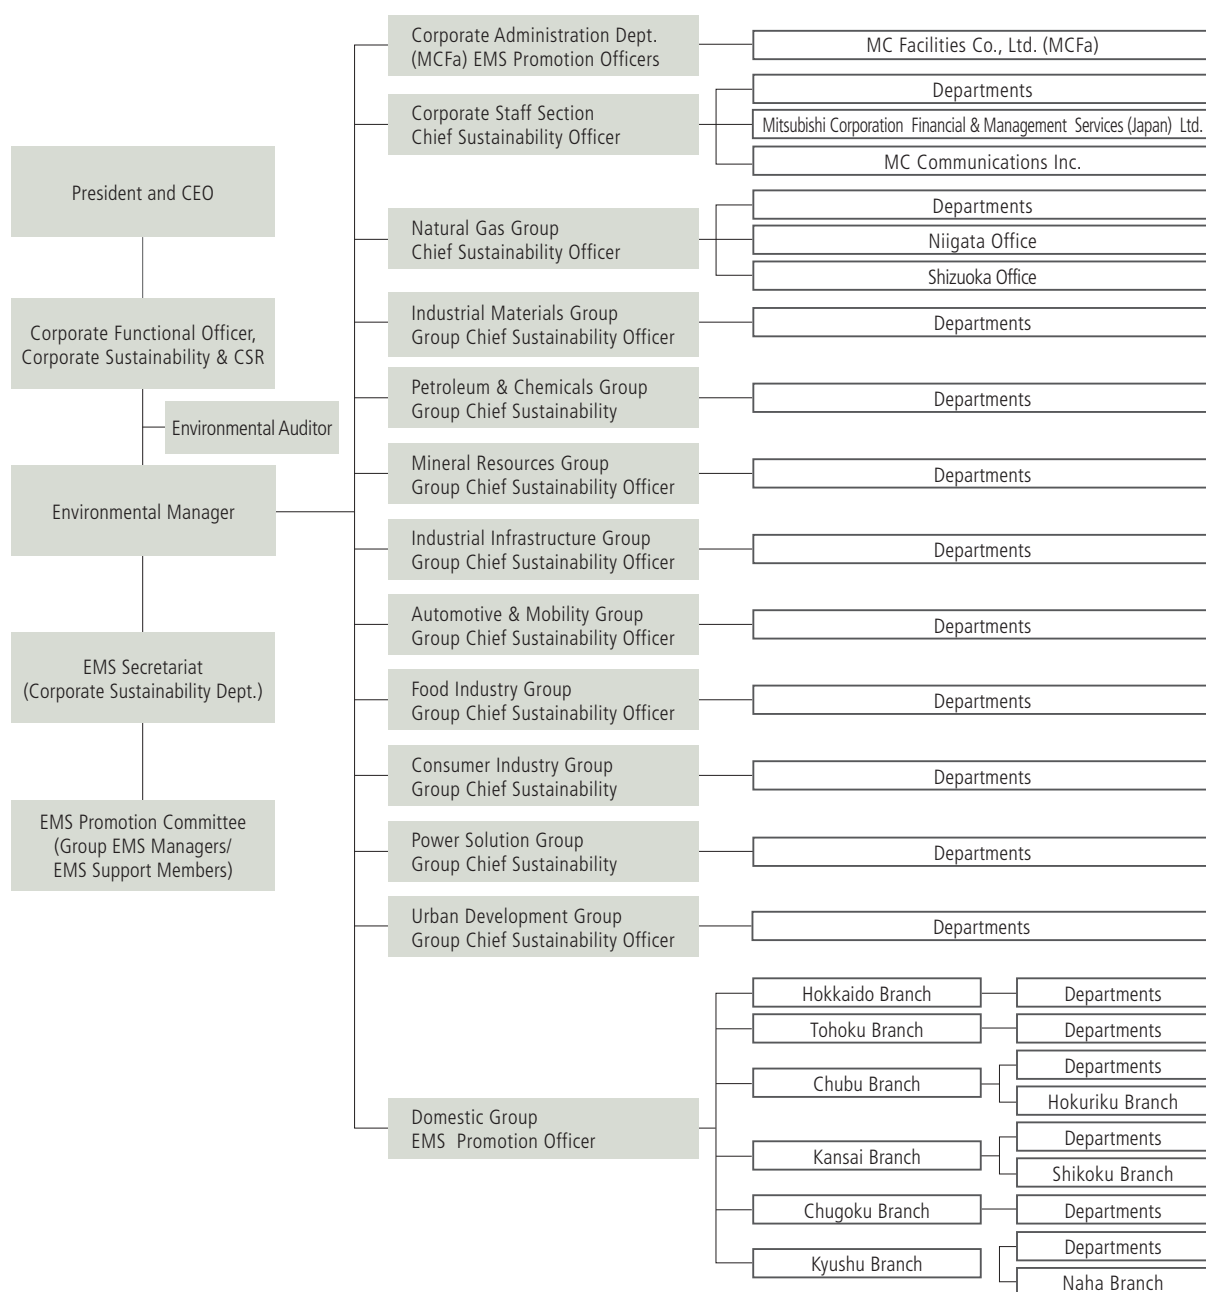 President and CEO
Corporate Functional Officer,
Corporate Sustainability & CSR
Environmental Auditor
Environmental Manager
EMS Secretariat
(Corporate Sustainability Dept.)
EMS Promotion Committee
(Group EMS Managers/
EMS Support Members)
Corporate Administration Dept.
(MCFa) EMS Promotion Officers
MC Facilities Co., Ltd. (MCFa)
Corporate Staff Section
Chief Sustainability Officer
Departments
Mitsubishi Corporation Financial & Management Services (Japan) Ltd.
MC Communications Inc.
Natural Gas Group
Chief Sustainability Officer
Departments
Niigata Office
Shizuoka Office
Industrial Materials Group
Group Chief Sustainability Officer
Departments
Petroleum & Chemicals Group
Group Chief Sustainability
Departments
Mineral Resources Group
Group Chief Sustainability Officer
Departments
Industrial Infrastructure Group
Group Chief Sustainability Officer
Departments
Automotive & Mobility Group
Group Chief Sustainability Officer
Departments
Food Industry Group
Group Chief Sustainability Officer
Departments
Consumer Industry Group
Group Chief Sustainability
Departments
Power Solution Group
Group Chief Sustainability
Departments
Urban Development Group
Group Chief Sustainability Officer
Departments
Domestic Group
EMS Promotion Officer
Hokkaido Branch
Departments
Tohoku Branch
Departments
Chubu Branch
Departments
Hokuriku Branch
Kansai Branch
Departments
Shikoku Branch
Chugoku Branch
Departments
Kyushu Branch
Departments
Naha Branch